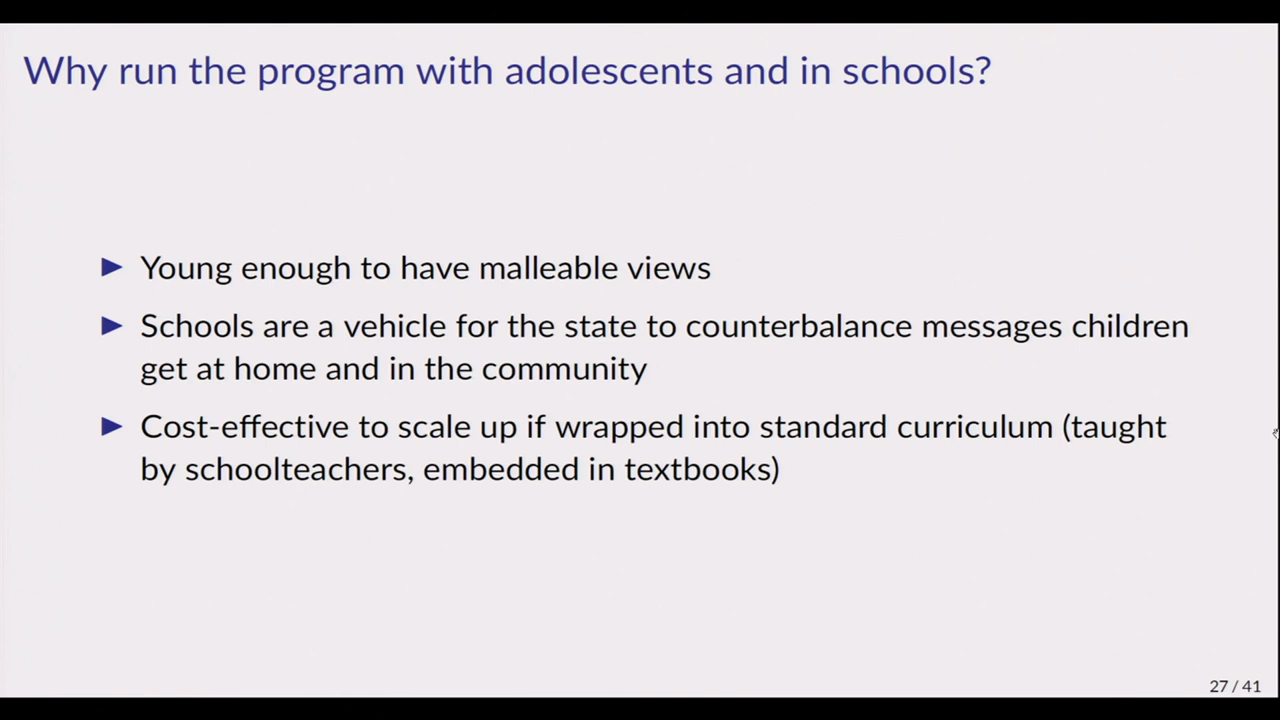 Why run the program with adolescents and in schools?
Young enough to have malleable views
Schools are a vehicle for the state to counterbalance messages children
get at home and in the community
Cost-effective to scale up if wrapped into standard curriculum (taught
by schoolteachers, embedded in textbooks)
27 / 41